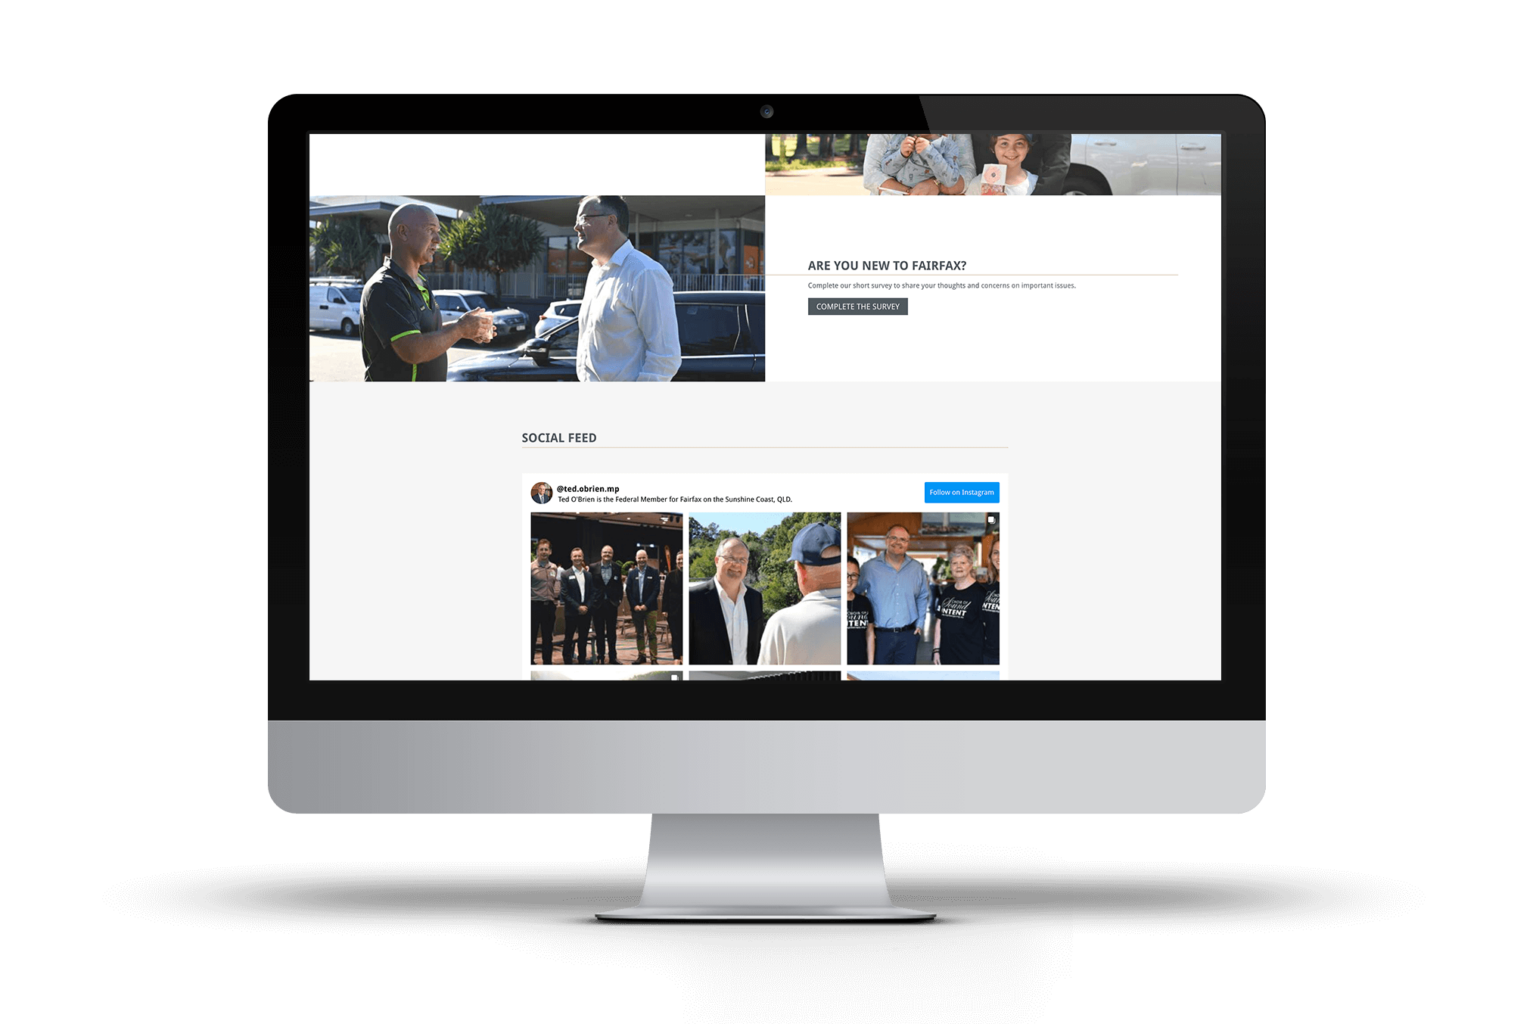 ARE YOU NEW TO FAIRFAX?
Complete our short survey to share your thoughts and concerns on important issues.
COMPLETE THE SURVEY
SOCIAL FEED
@ted.obrien.mp
Ted O'Brien is the Federal Member for Fairfax on the Sunshine Coast, QLD.
Follow on Instagram
Sound